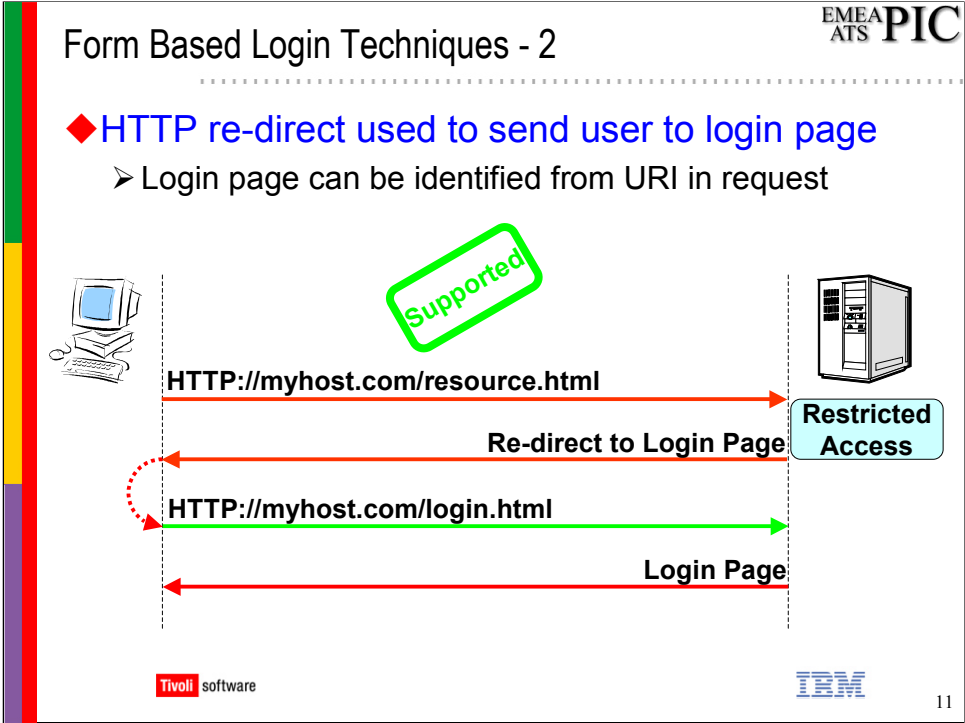 Form Based Login Techniques - 2
EMEA
ATS PIC
HTTP re-direct used to send user to login page
Login page can be identified from URI in request
Supported
HTTP://myhost.com/resource.html
Restricted
Access
Re-direct to Login Page
HTTP://myhost.com/login.html
Login Page
Tivoli software
IBM
11